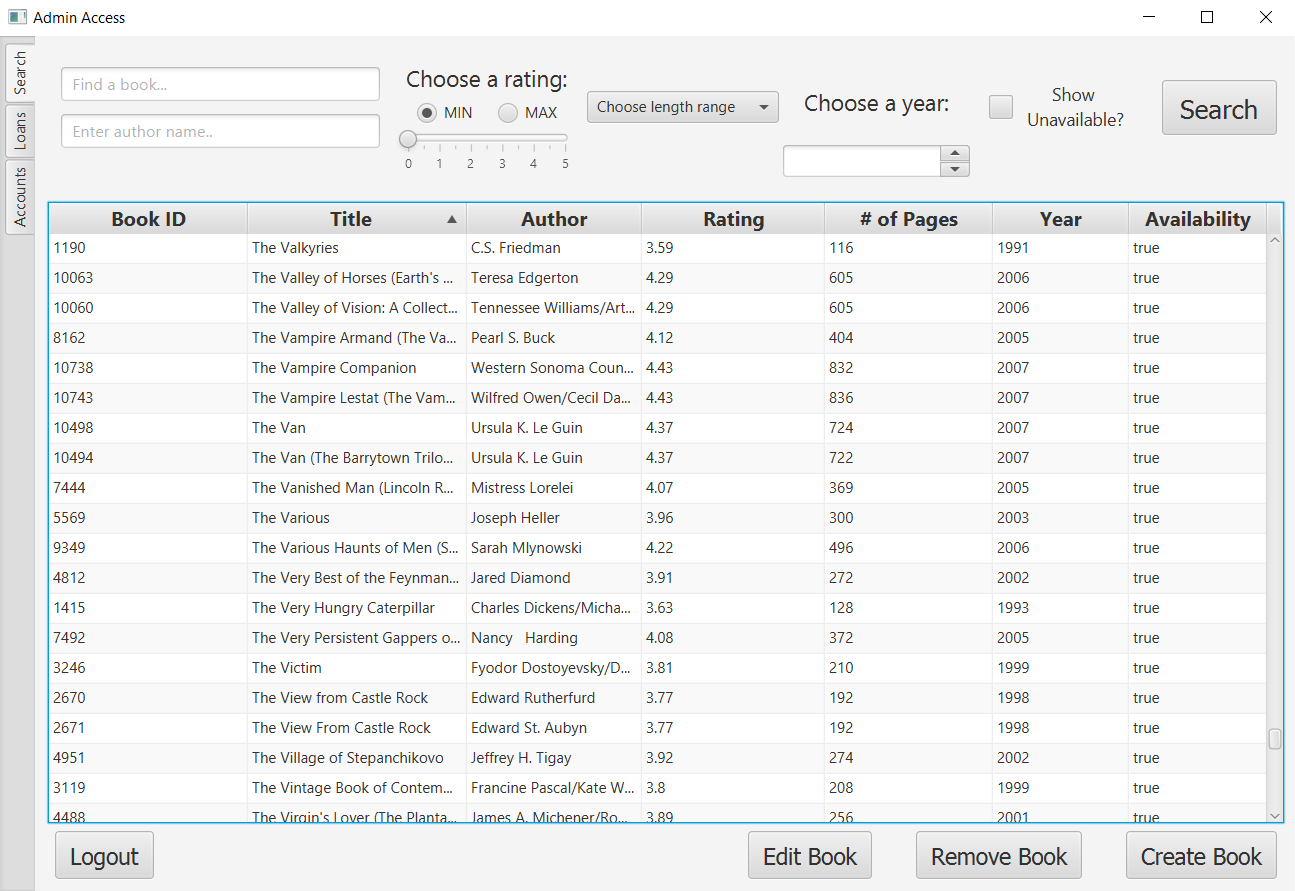 Admin Access
Search
Loans
Accounts
Find a book...
Enter author name..
Choose a rating:
MIN MAX
0 1 2 3 4 5
Choose length range
Choose a year:
Show
Unavailable?
Search
Book ID Title Author Rating # of Pages Year Availability
1190 The Valkyries C.S. Friedman 3.59 116 1991 true
10063 The Valley of Horses (Earth's ... Teresa Edgerton 4.29 605 2006 true
10060 The Valley of Vision: A Collect... Tennessee Williams/Art... 4.29 605 2006 true
8162 The Vampire Armand (The Va... Pearl S. Buck 4.12 404 2005 true
10738 The Vampire Companion Western Sonoma Coun... 4.43 832 2007 true
10743 The Vampire Lestat (The Vam... Wilfred Owen/Cecil Da... 4.43 836 2007 true
10498 The Van Ursula K. Le Guin 4.37 724 2007 true
10494 The Van (The Barrytown Trilo... Ursula K. Le Guin 4.37 722 2007 true
7444 The Vanished Man (Lincoln R... Mistress Lorelei 4.07 369 2005 true
5569 The Various Joseph Heller 3.96 300 2003 true
9349 The Various Haunts of Men (S... Sarah Mlynowski 4.22 496 2006 true
4812 The Very Best of the Feynman... Jared Diamond 3.91 272 2002 true
1415 The Very Hungry Caterpillar Charles Dickens/Micha... 3.63 128 1993 true
7492 The Very Persistent Gappers o... Nancy   Harding 4.08 372 2005 true
3246 The Victim Fyodor Dostoyevsky/D... 3.81 210 1999 true
2670 The View from Castle Rock Edward Rutherfurd 3.77 192 1998 true
2671 The View From Castle Rock Edward St. Aubyn 3.77 192 1998 true
4951 The Village of Stepanchikovo Jeffrey H. Tigay 3.92 274 2002 true
3119 The Vintage Book of Contem... Francine Pascal/Kate W... 3.8 208 1999 true
4488 The Virgin's Lover (The Planta... James A. Michener/Ro... 3.89 256 2001 true
Logout Edit Book Remove Book Create Book